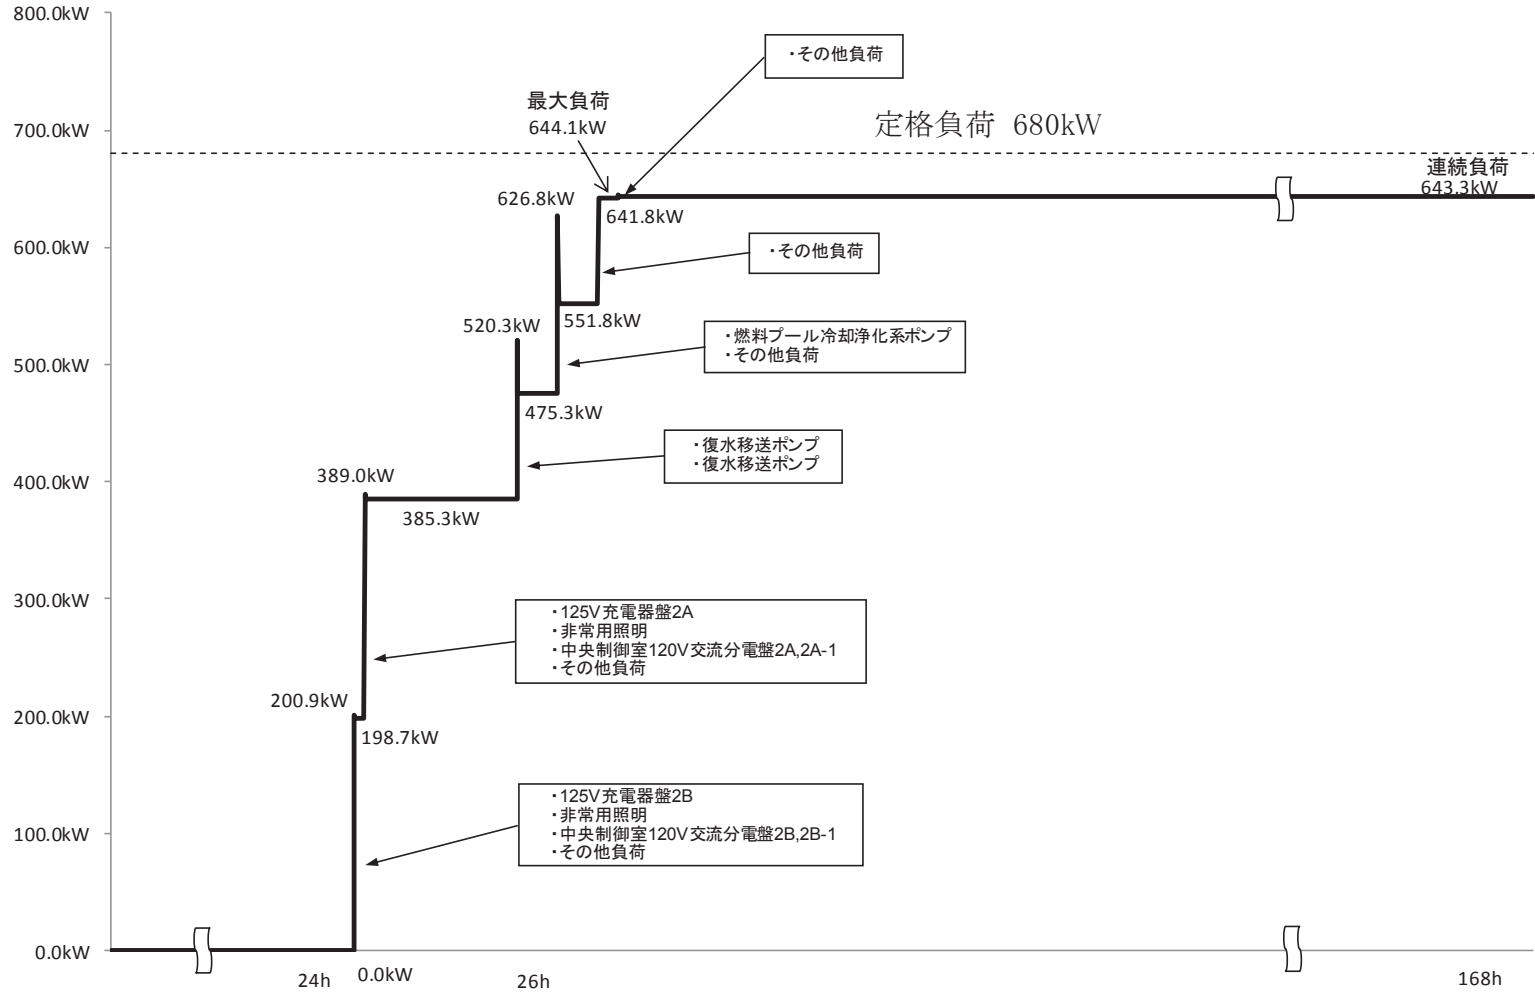 800.0kW
・その他負荷
最大負荷
644.1kW
700.0kW
定格負荷 680kW
連続負荷
643.3kW
626.8kW
641.8kW
600.0kW
・その他負荷
520.3kW
551.8kW
・燃料プール冷却浄化系ポンプ
・その他負荷
500.0kW
475.3kW
・復水移送ポンプ
・復水移送ポンプ
389.0kW
400.0kW
385.3kW
300.0kW
・125V充電器盤2A
・非常用照明
・中央制御室120V交流分電盤2A,2A-1
・その他負荷
200.9kW
200.0kW
198.7kW
・125V充電器盤2B
・非常用照明
・中央制御室120V交流分電盤2B,2B-1
・その他負荷
100.0kW
0.0kW
24h
0.0kW
26h
168h